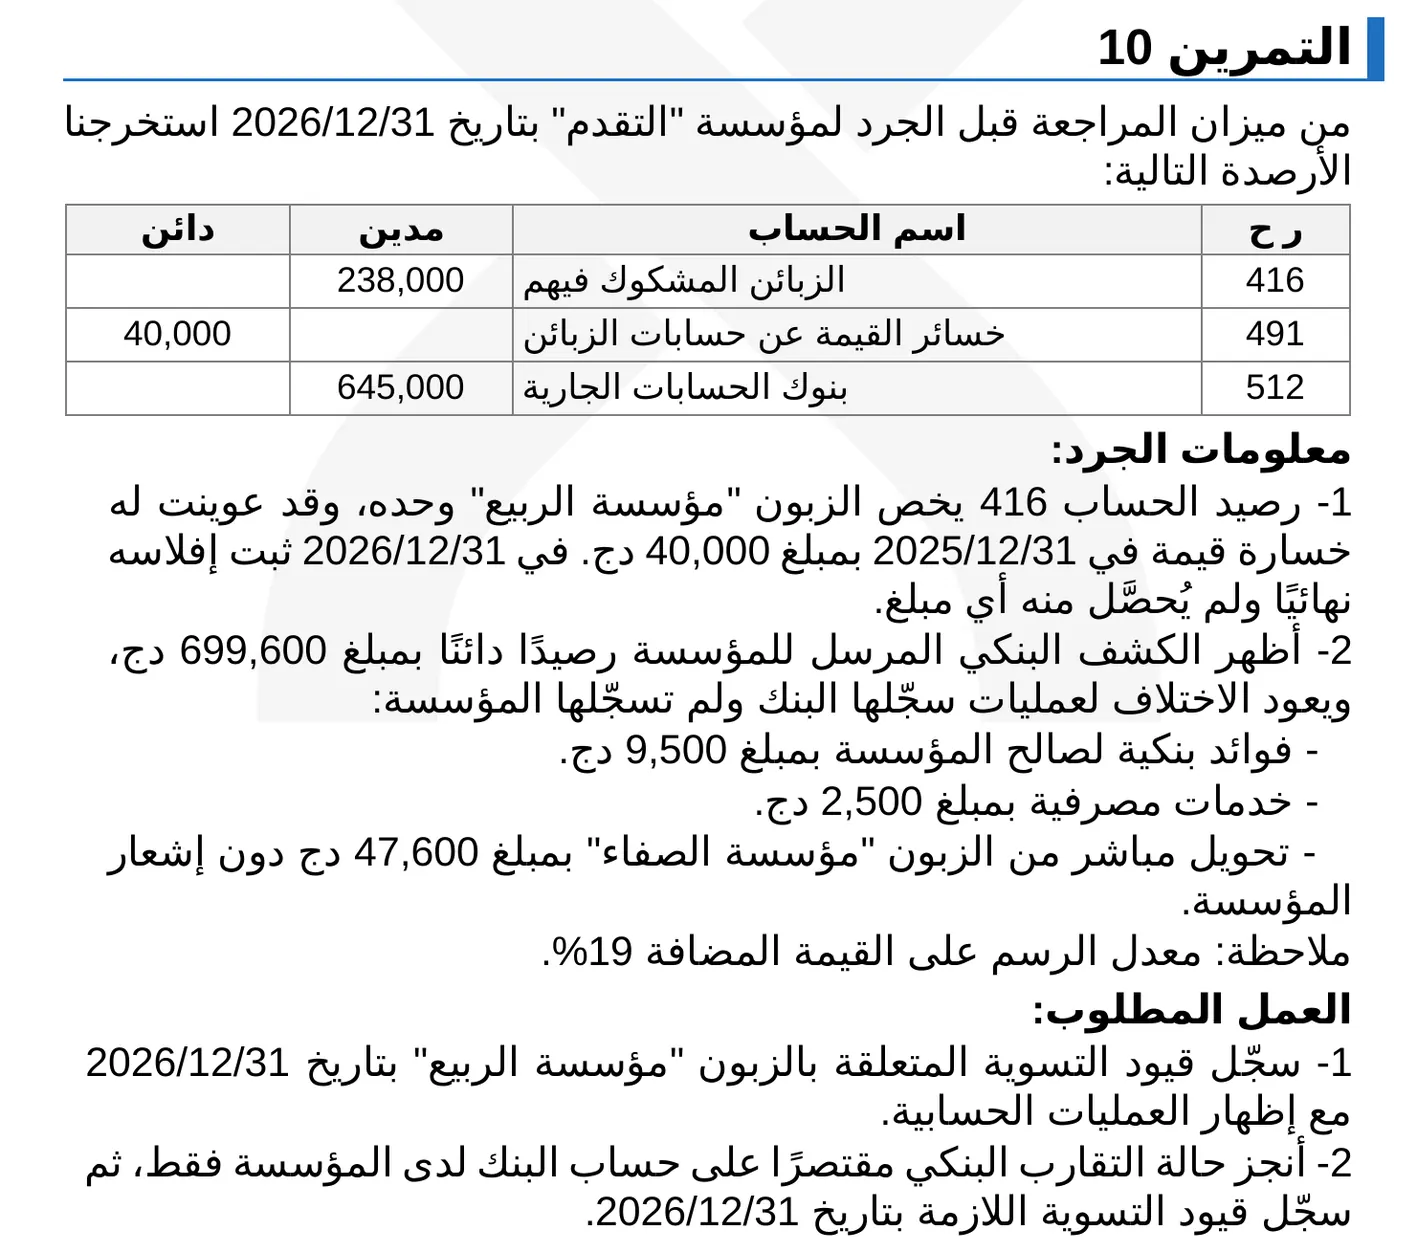 التمرين 10
من ميزان المراجعة قبل الجرد لمؤسسة "التقدم" بتاريخ 2026/12/31 استخرجنا
الأرصدة التالية:
ر ح اسم الحساب مدين دائن
416 الزبائن المشكوك فيهم 238,000
491 خسائر القيمة عن حسابات الزبائن 40,000
512 بنوك الحسابات الجارية 645,000
معلومات الجرد:
1- رصيد الحساب 416 يخص الزبون "مؤسسة الربيع" وحده، وقد عوينت له
خسارة قيمة في 2025/12/31 بمبلغ 40,000 دج. في 2026/12/31 ثبت إفلاسه
نهائيًا ولم يُحصَّل منه أي مبلغ.
2- أظهر الكشف البنكي المرسل للمؤسسة رصيدًا دائنًا بمبلغ 699,600 دج،
ويعود الاختلاف لعمليات سجّلها البنك ولم تسجّلها المؤسسة:
- فوائد بنكية لصالح المؤسسة بمبلغ 9,500 دج.
- خدمات مصرفية بمبلغ 2,500 دج.
- تحويل مباشر من الزبون "مؤسسة الصفاء" بمبلغ 47,600 دج دون إشعار
المؤسسة.
ملاحظة: معدل الرسم على القيمة المضافة 19%.
العمل المطلوب:
1- سجّل قيود التسوية المتعلقة بالزبون "مؤسسة الربيع" بتاريخ 2026/12/31
مع إظهار العمليات الحسابية.
2- أنجز حالة التقارب البنكي مقتصرًا على حساب البنك لدى المؤسسة فقط، ثم
سجّل قيود التسوية اللازمة بتاريخ 2026/12/31.